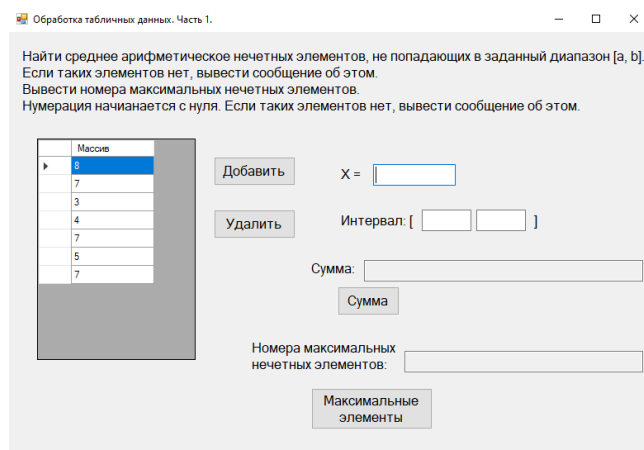 Обработка табличных данных. Часть 1.
Найти среднее арифметическое нечетных элементов, не попадающих в заданный диапазон [a, b].
Если таких элементов нет, вывести сообщение об этом.
Вывести номера максимальных нечетных элементов.
Нумерация начианается с нуля. Если таких элементов нет, вывести сообщение об этом.
Массив
8
7
3
4
7
5
7
Добавить
X =
Удалить
Интервал: [ ]
Сумма:
Сумма
Номера максимальных
нечетных элементов:
Максимальные
элементы